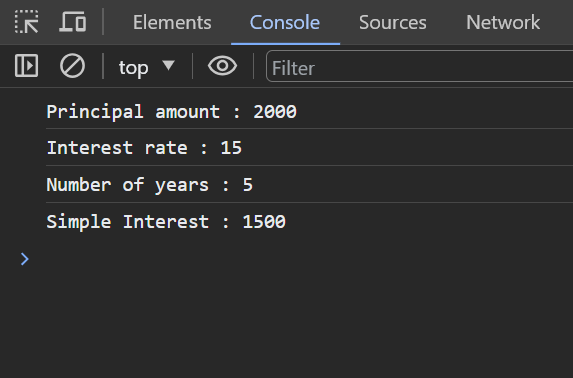 Elements Console Sources Network
top Filter
Principal amount : 2000
Interest rate : 15
Number of years : 5
Simple Interest : 1500